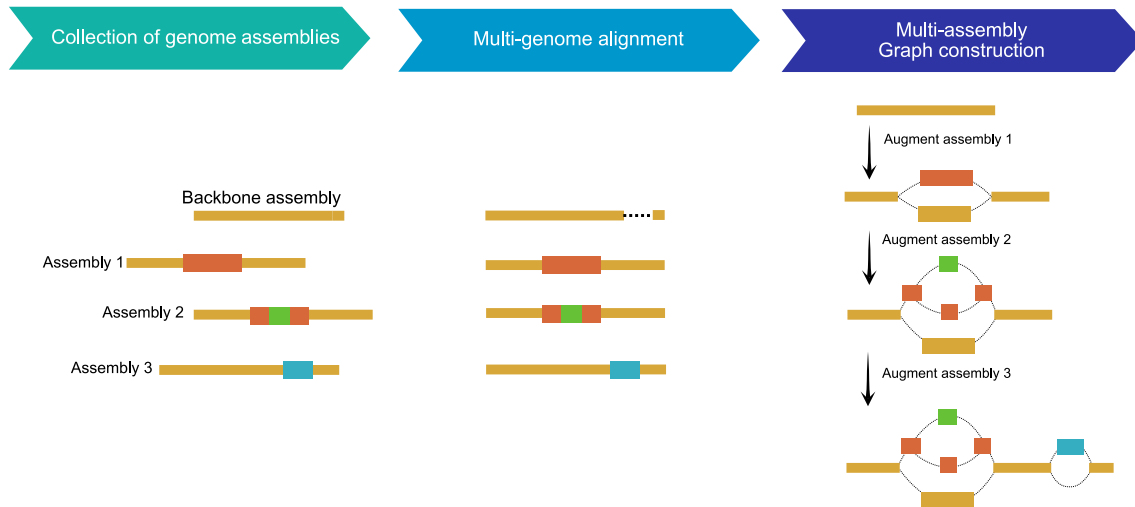 Collection of genome assemblies
Multi-genome alignment
Multi-assembly
Graph construction
Backbone assembly
Assembly 1
Assembly 2
Assembly 3
Augment assembly 1
Augment assembly 2
Augment assembly 3